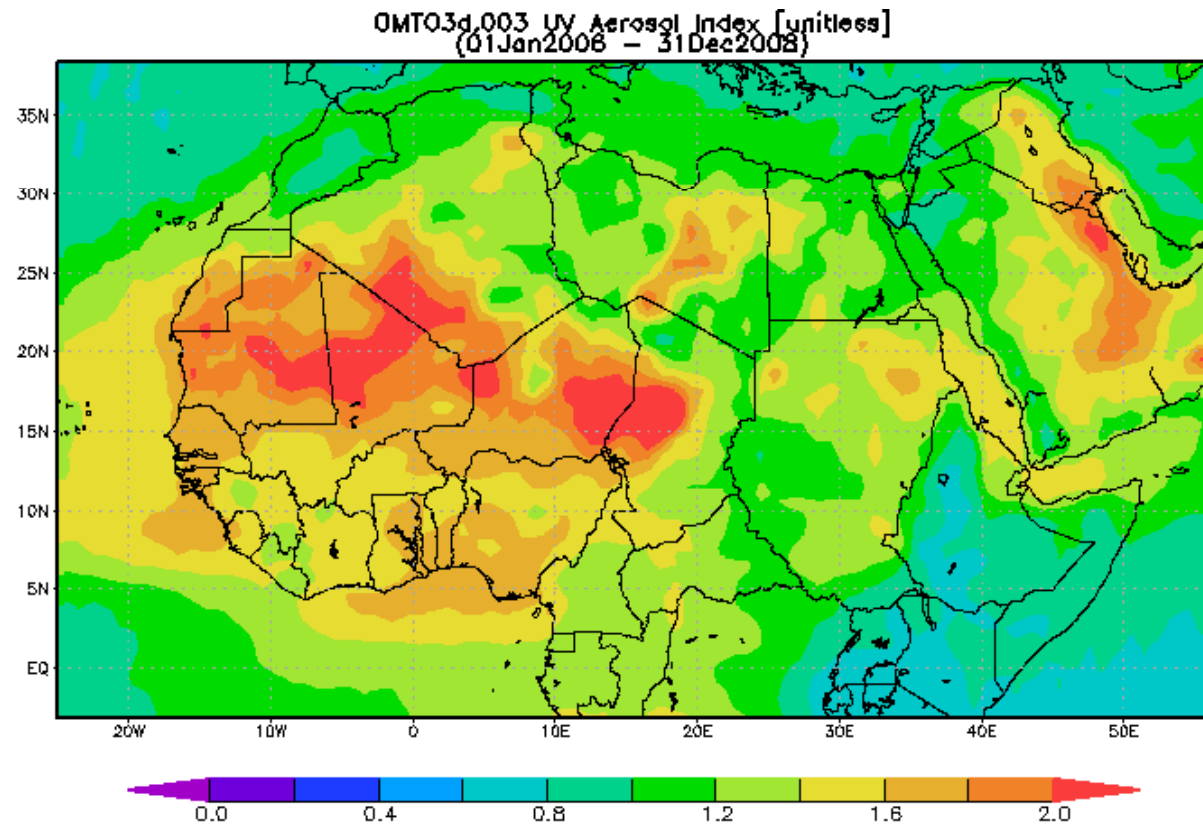 OMTO3d.003 UV Aerosol Index [unitless]
(01Jan2006 – 31Dec2008)
35N
30N
25N
20N
15N
10N
5N
EQ
20W 10W 0 10E 20E 30E 40E 50E
0.0 0.4 0.8 1.2 1.6 2.0